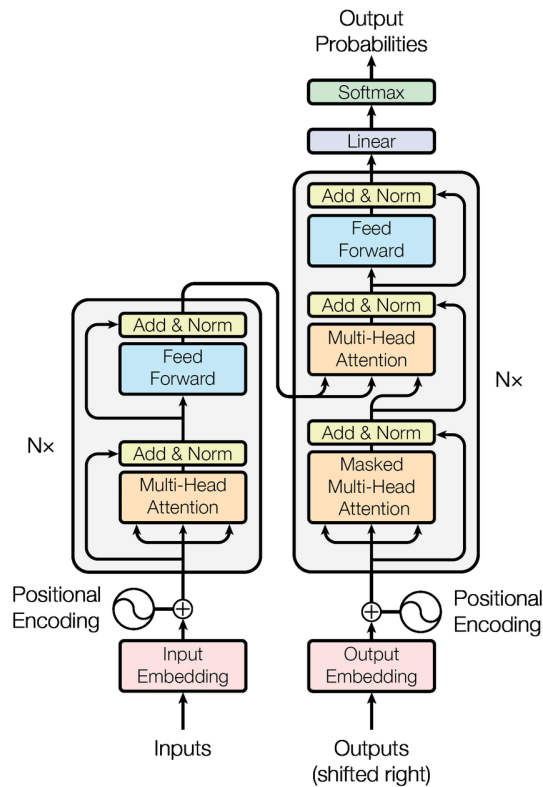 Output
Probabilities
Softmax
Linear
Add & Norm
Feed
Forward
Add & Norm
Multi-Head
Attention
Nx
Add & Norm
Masked
Multi-Head
Attention
Add & Norm
Feed
Forward
Nx
Add & Norm
Multi-Head
Attention
Positional
Encoding
Positional
Encoding
Input
Embedding
Output
Embedding
Inputs
Outputs
(shifted right)